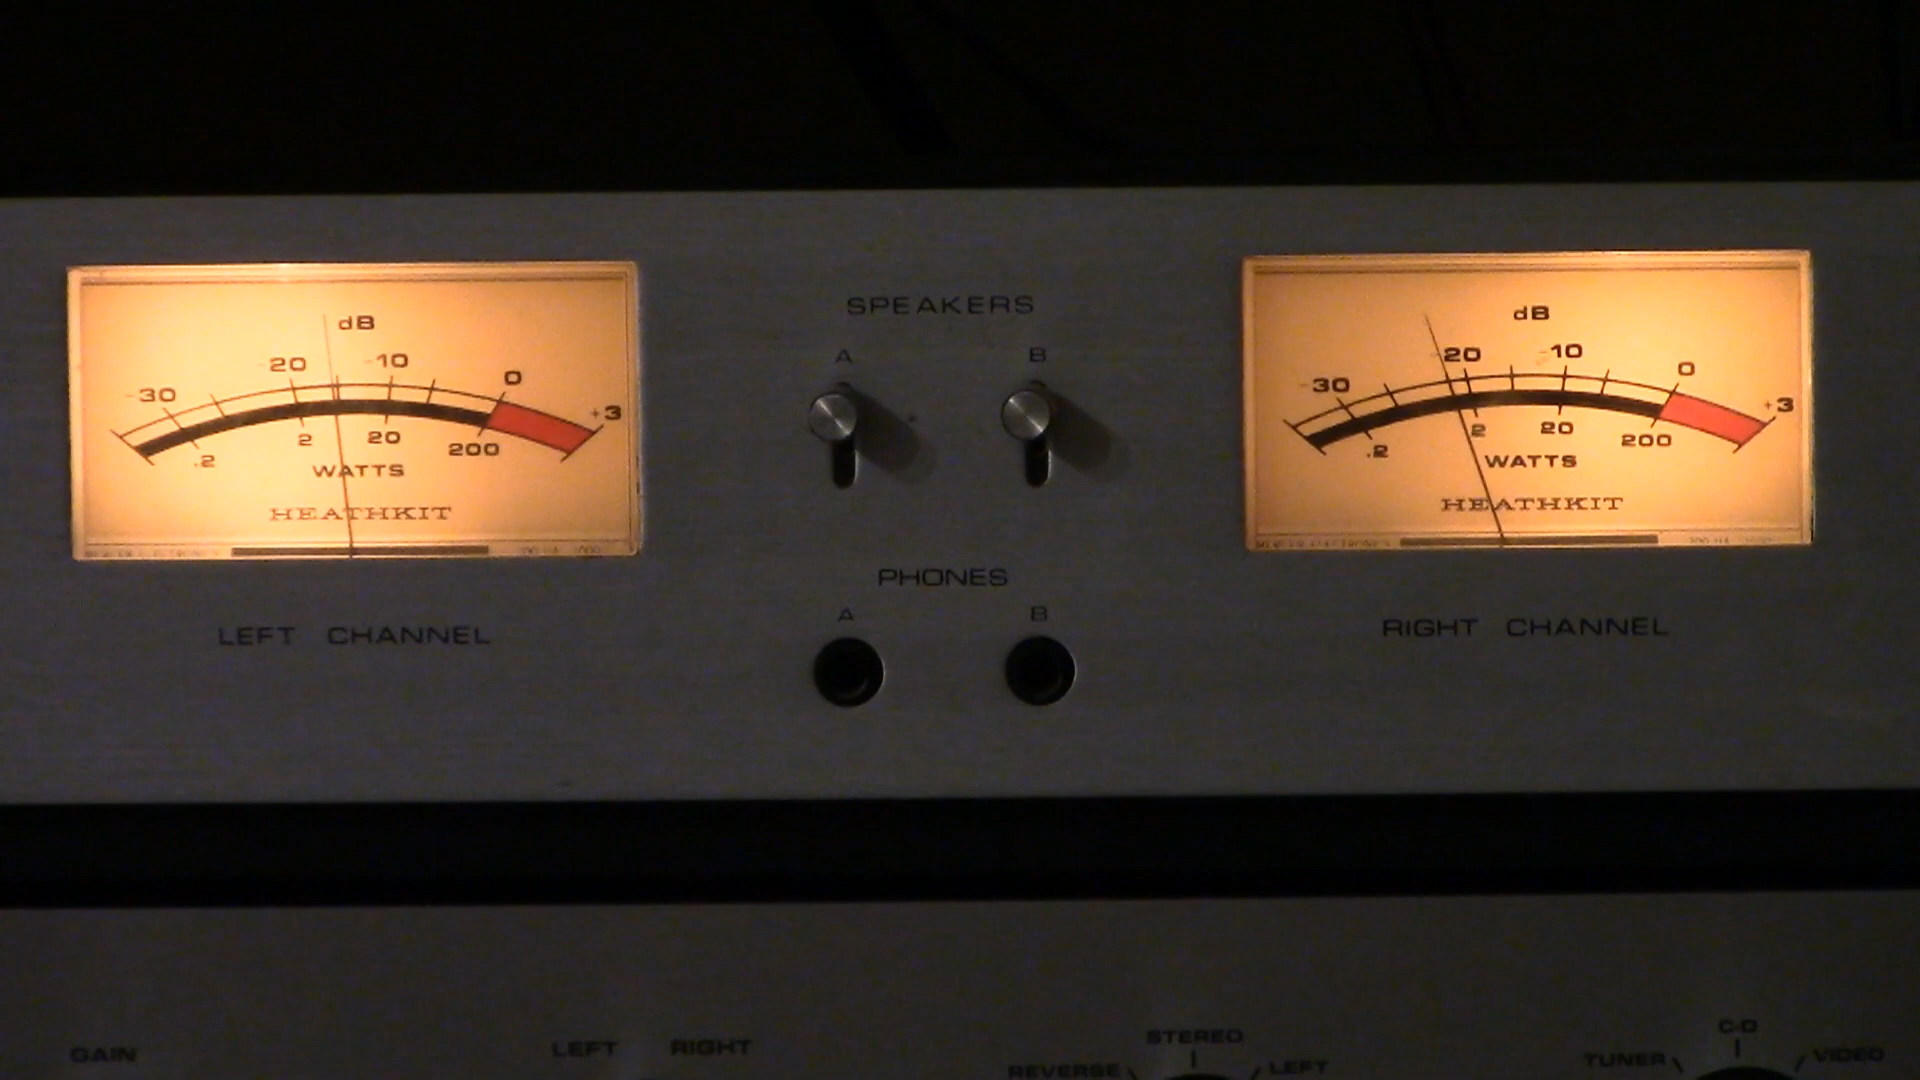 dB
-20 -10
-30 0
+3
.2 2 20 200
WATTS
HEATHKIT
LEFT CHANNEL
SPEAKERS
A B
PHONES
A B
dB
-20 -10
-30 0
+3
.2 2 20 200
WATTS
HEATHKIT
RIGHT CHANNEL
GAIN
LEFT RIGHT
STEREO
REVERSE LEFT
C-D
TUNER VIDEO